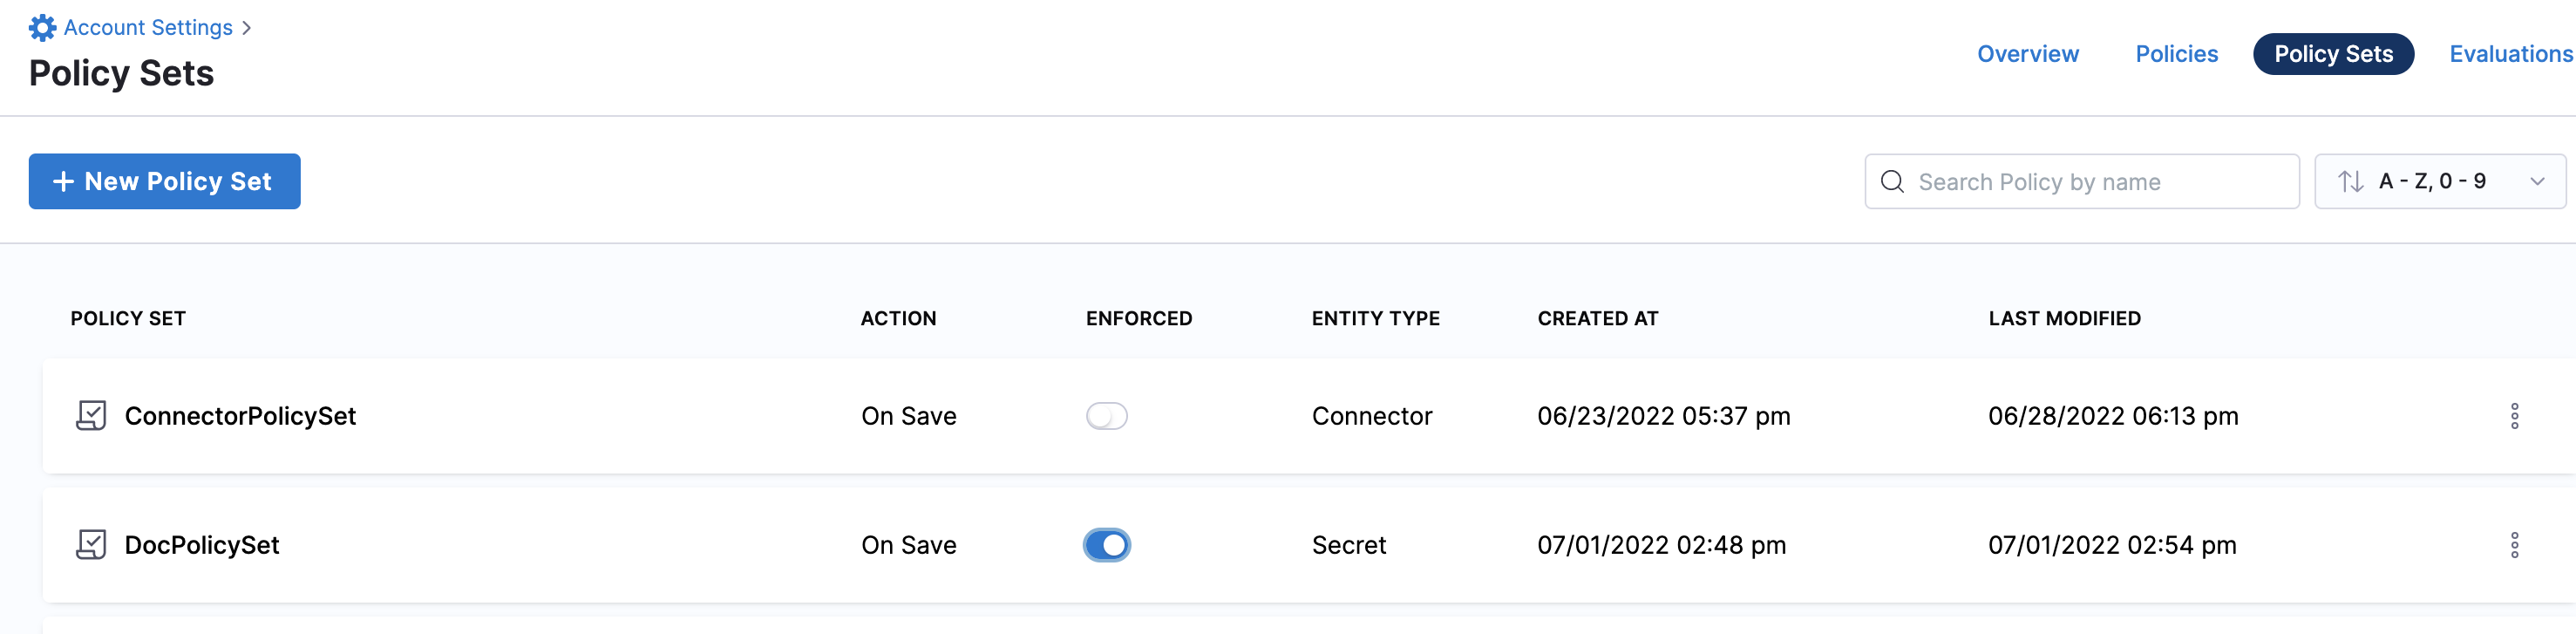 Account Settings
Policy Sets
Overview Policies Policy Sets Evaluations
+ New Policy Set
Search Policy by name
A - Z, 0 - 9
POLICY SET ACTION ENFORCED ENTITY TYPE CREATED AT LAST MODIFIED
ConnectorPolicySet On Save Connector 06/23/2022 05:37 pm 06/28/2022 06:13 pm
DocPolicySet On Save Secret 07/01/2022 02:48 pm 07/01/2022 02:54 pm